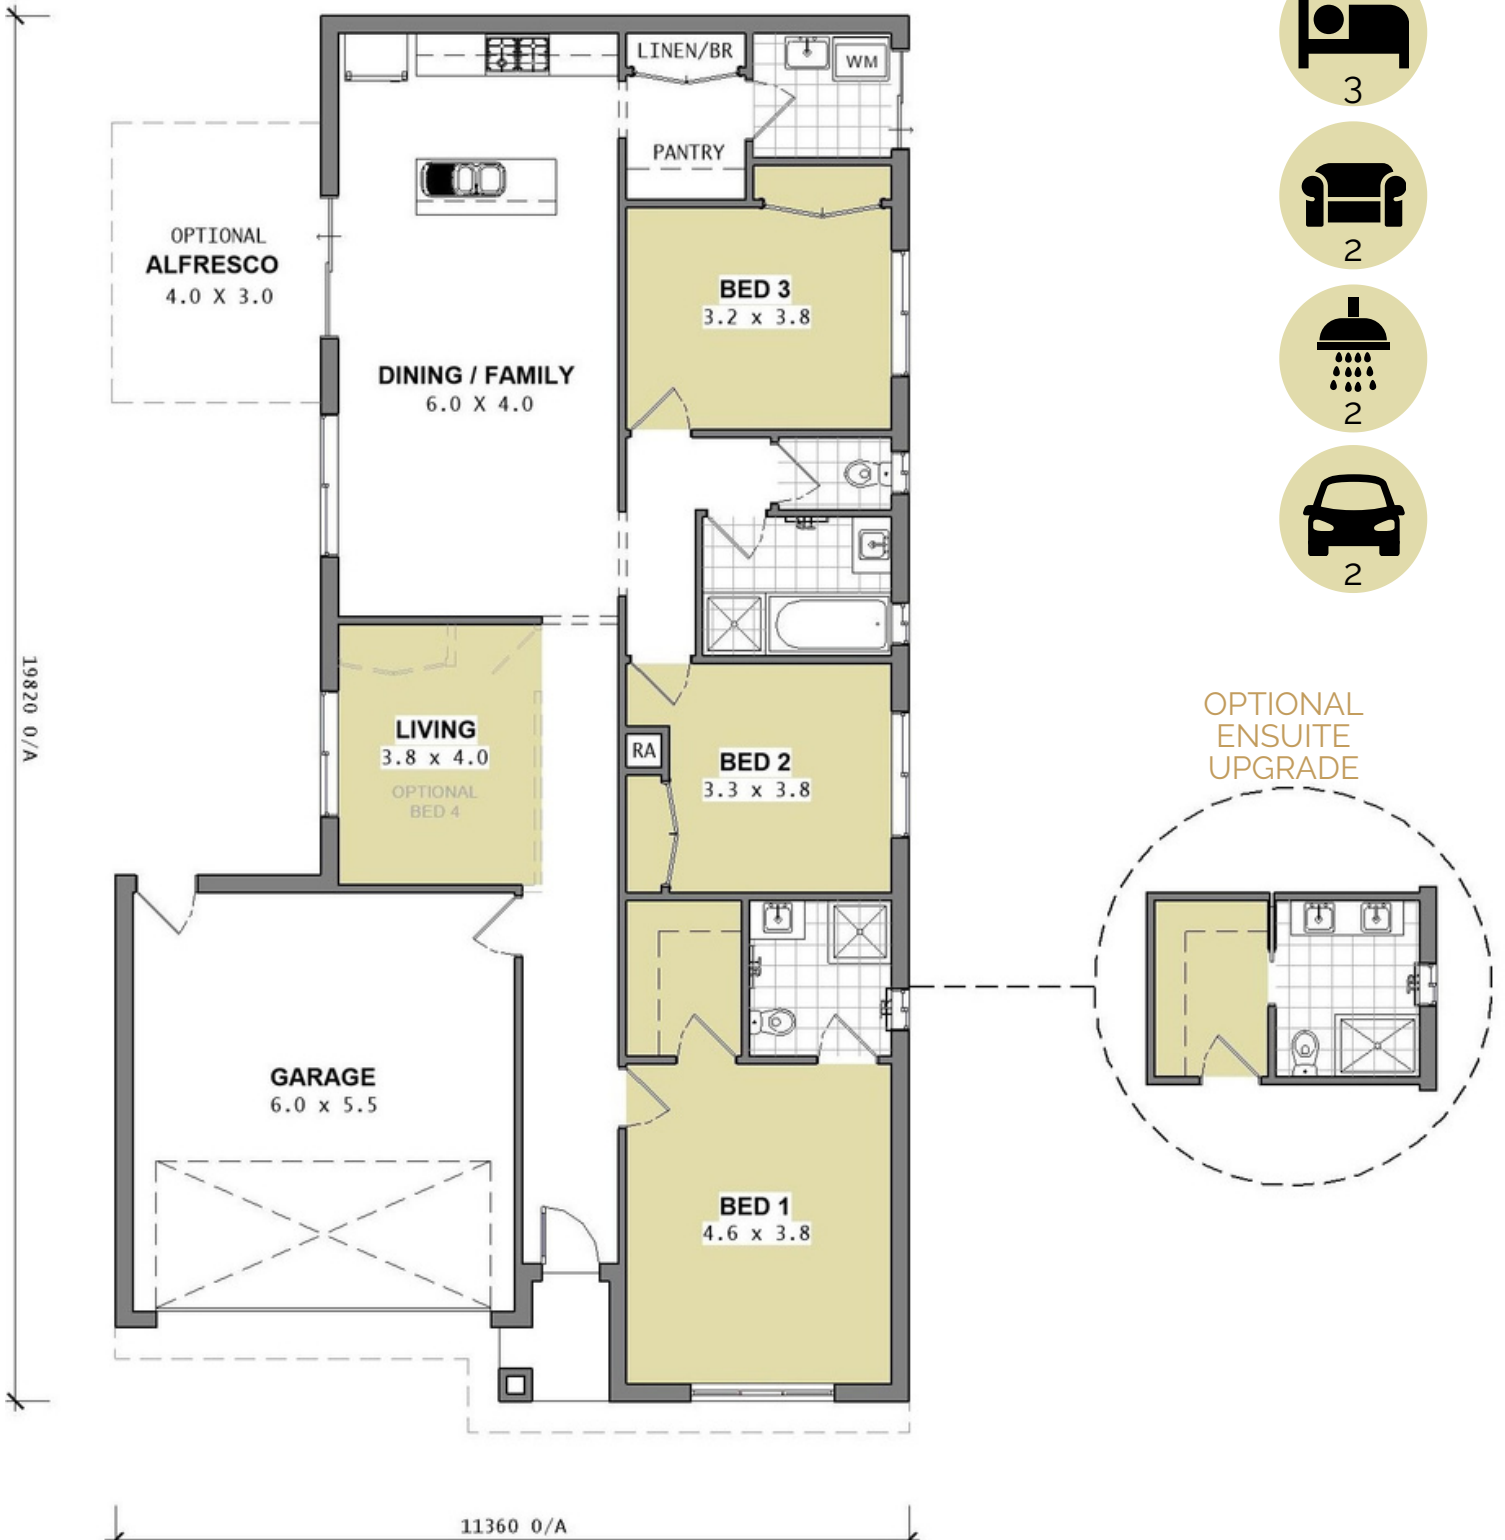 LINEN/BR
WM
PANTRY
3
OPTIONAL
ALFRESCO
4.0 X 3.0
2
BED 3
3.2 x 3.8
DINING / FAMILY
6.0 X 4.0
2
2
19820 O/A
LIVING
3.8 x 4.0
OPTIONAL
BED 4
RA
BED 2
3.3 x 3.8
OPTIONAL
ENSUITE
UPGRADE
GARAGE
6.0 x 5.5
BED 1
4.6 x 3.8
11360 O/A